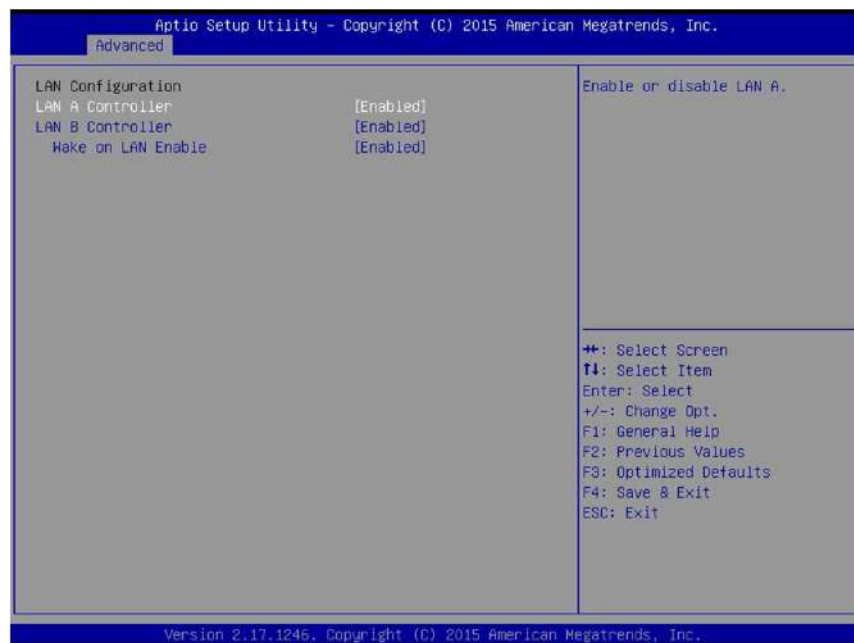 Aptio Setup Utility – Copyright (C) 2015 American Megatrends, Inc.
Advanced
LAN Configuration
LAN A Controller [Enabled]
LAN B Controller [Enabled]
Wake on LAN Enable [Enabled]
Enable or disable LAN A.
→←: Select Screen
↑↓: Select Item
Enter: Select
+/-: Change Opt.
F1: General Help
F2: Previous Values
F3: Optimized Defaults
F4: Save & Exit
ESC: Exit
Version 2.17.1246. Copyright (C) 2015 American Megatrends, Inc.